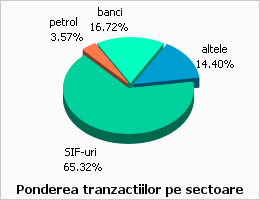 banci
16.72%
petrol
3.57%
altele
14.40%
SIF-uri
65.32%
Ponderea tranzactiilor pe sectoare